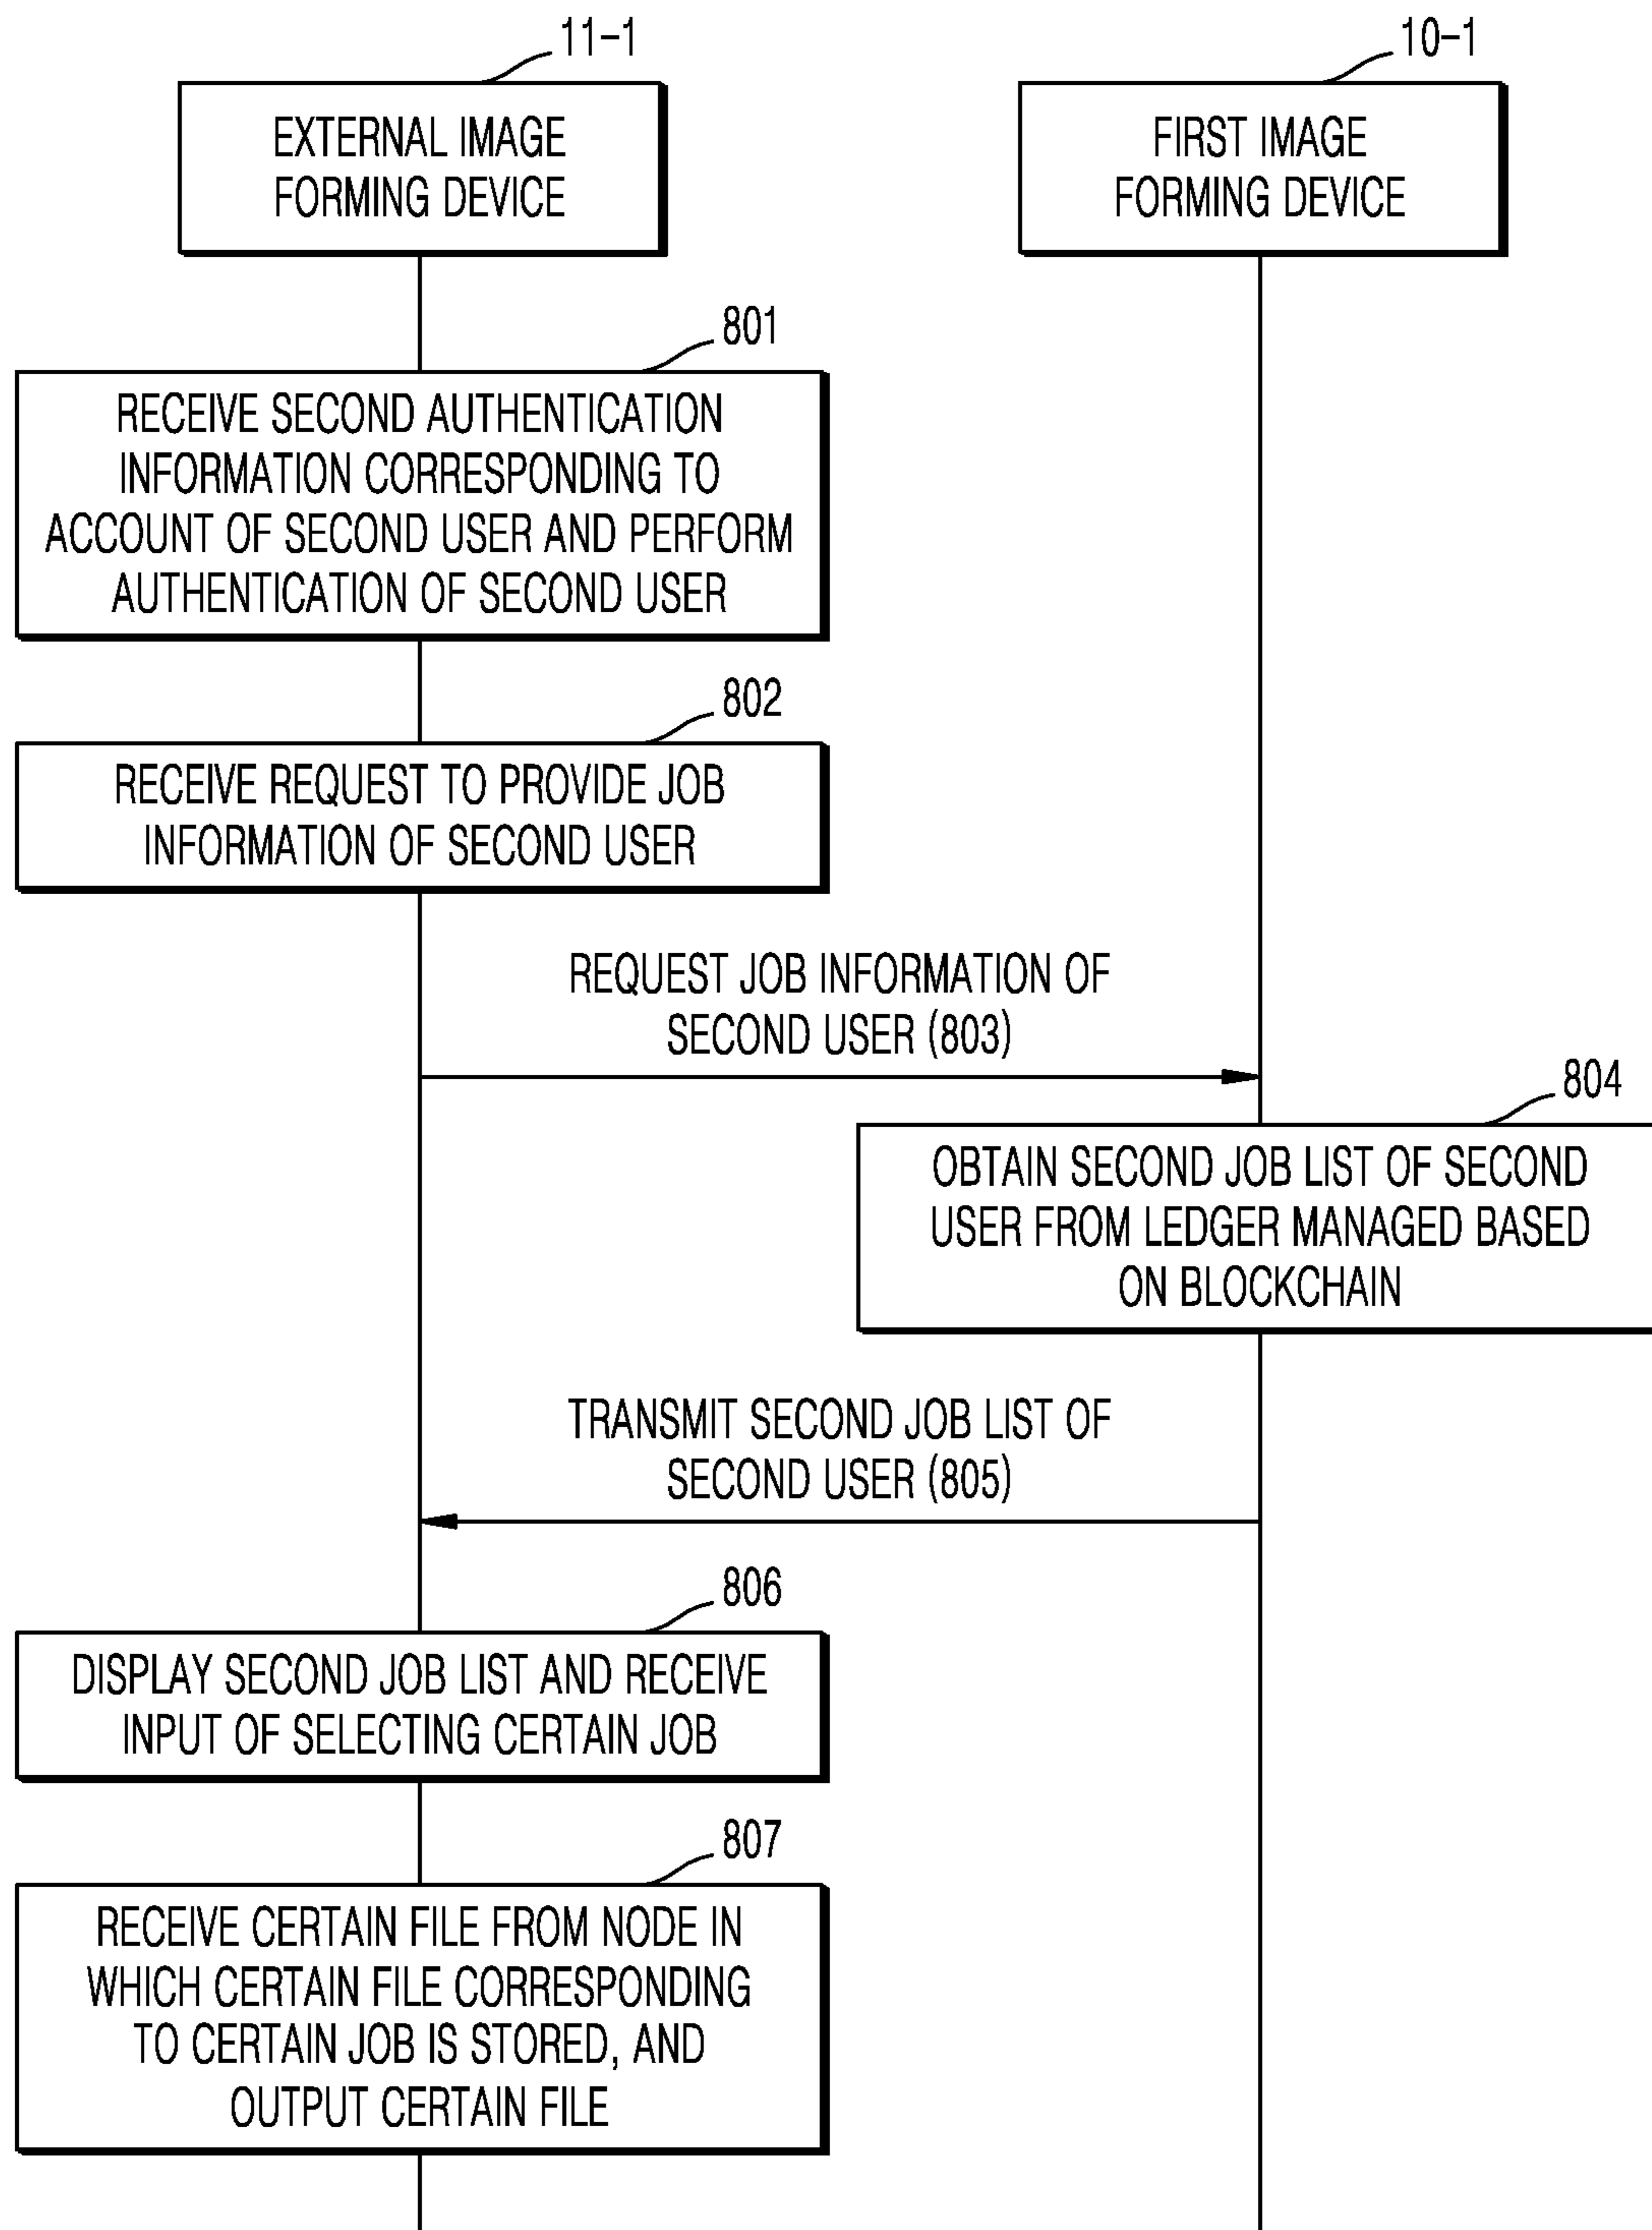 11-1
10-1
EXTERNAL IMAGE
FORMING DEVICE
FIRST IMAGE
FORMING DEVICE
801
RECEIVE SECOND AUTHENTICATION
INFORMATION CORRESPONDING TO
ACCOUNT OF SECOND USER AND PERFORM
AUTHENTICATION OF SECOND USER
802
RECEIVE REQUEST TO PROVIDE JOB
INFORMATION OF SECOND USER
REQUEST JOB INFORMATION OF
SECOND USER (803)
804
OBTAIN SECOND JOB LIST OF SECOND
USER FROM LEDGER MANAGED BASED
ON BLOCKCHAIN
TRANSMIT SECOND JOB LIST OF
SECOND USER (805)
806
DISPLAY SECOND JOB LIST AND RECEIVE
INPUT OF SELECTING CERTAIN JOB
807
RECEIVE CERTAIN FILE FROM NODE IN
WHICH CERTAIN FILE CORRESPONDING
TO CERTAIN JOB IS STORED, AND
OUTPUT CERTAIN FILE